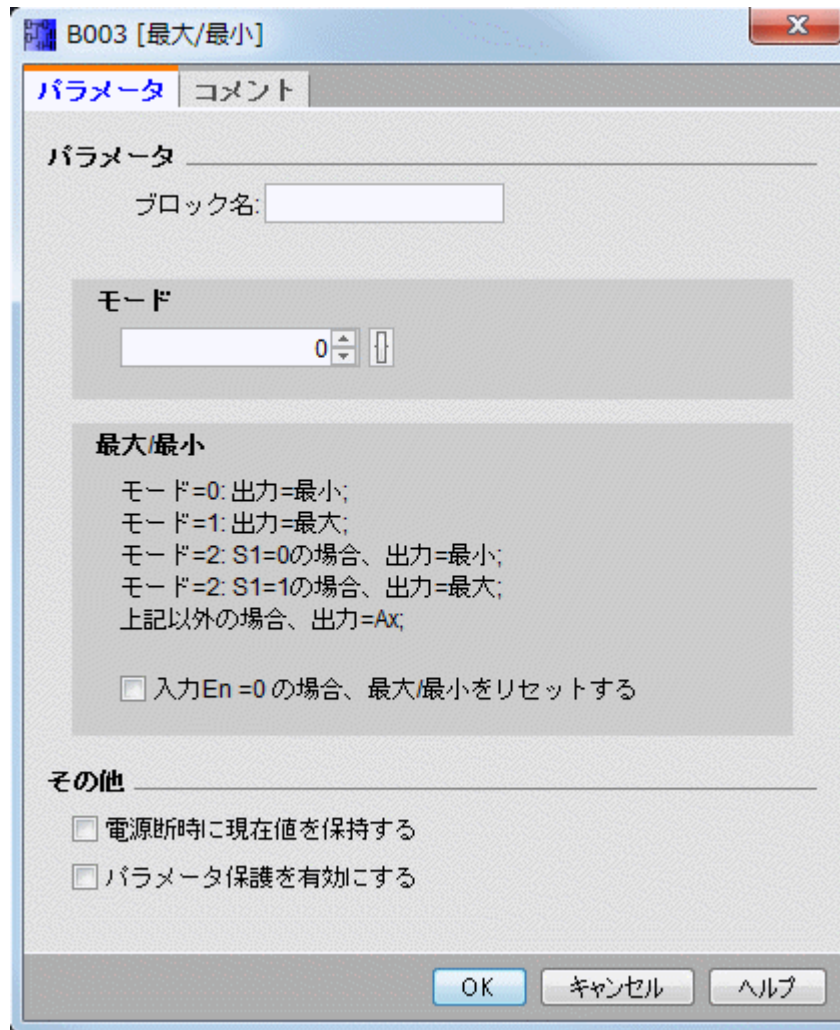 B003 [最大/最小]
パラメータ コメント
パラメータ
ブロック名:
モード
0
最大/最小
モード=0: 出力=最小;
モード=1: 出力=最大;
モード=2: S1=0の場合、出力=最小;
モード=2: S1=1の場合、出力=最大;
上記以外の場合、出力=Ax;
入力En =0 の場合、最大/最小をリセットする
その他
電源断時に現在値を保持する
パラメータ保護を有効にする
OK キャンセル ヘルプ